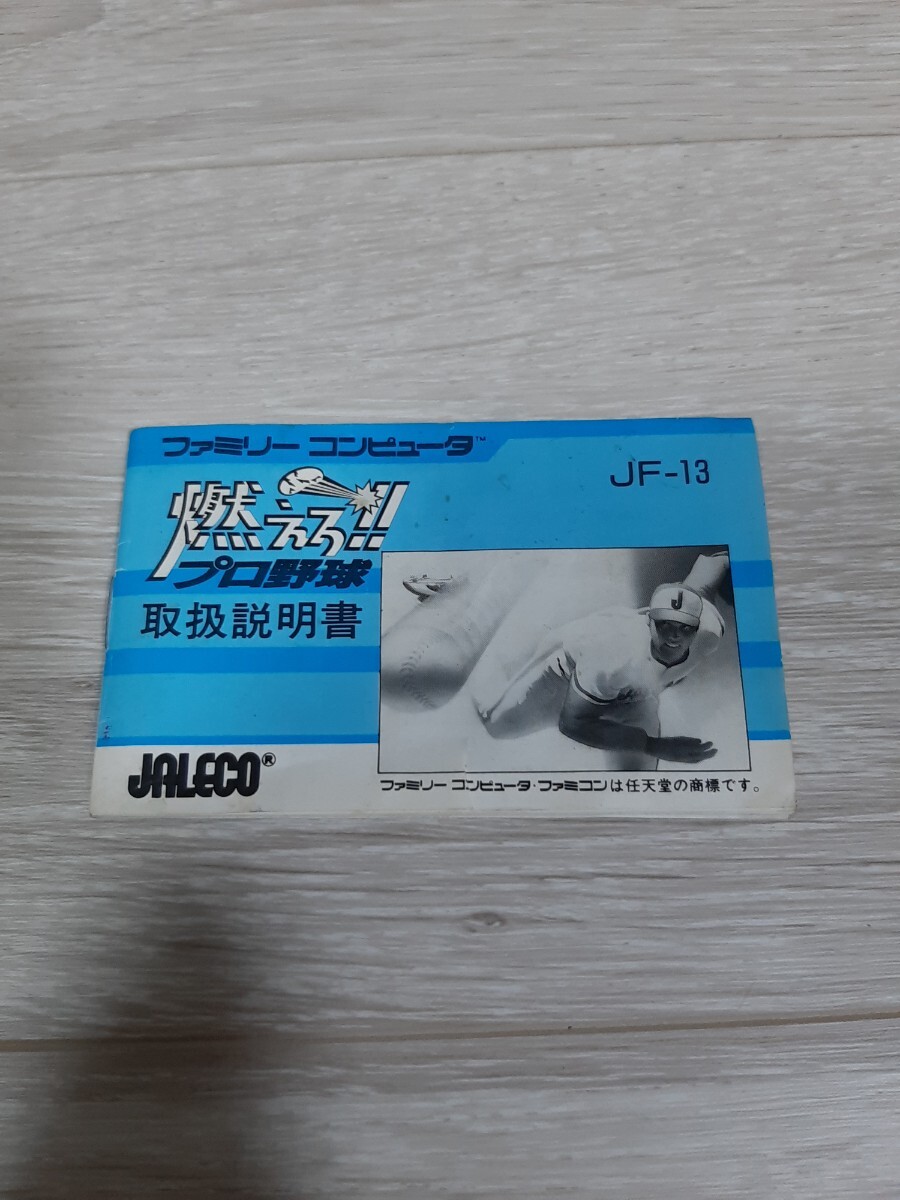 ファミリー コンピュータ™
JF-13
燃えろ!!
プロ野球
取扱説明書
J
JALECO®
ファミリー コンピュータ・ファミコンは任天堂の商標です。